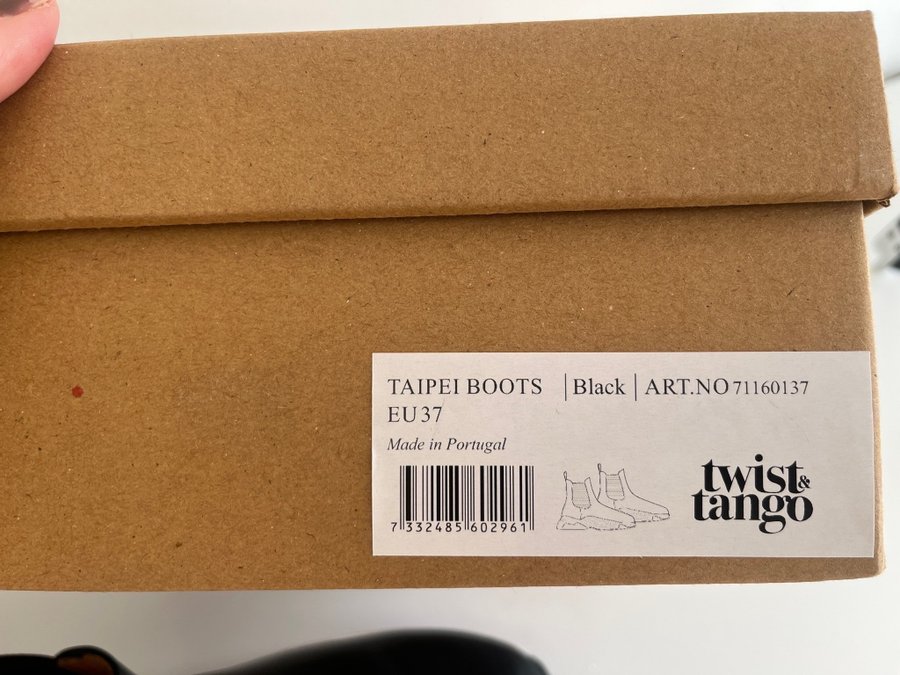 TAIPEI BOOTS | Black | ART.NO 71160137
EU 37
Made in Portugal
7 332485 602961
twist &
tango